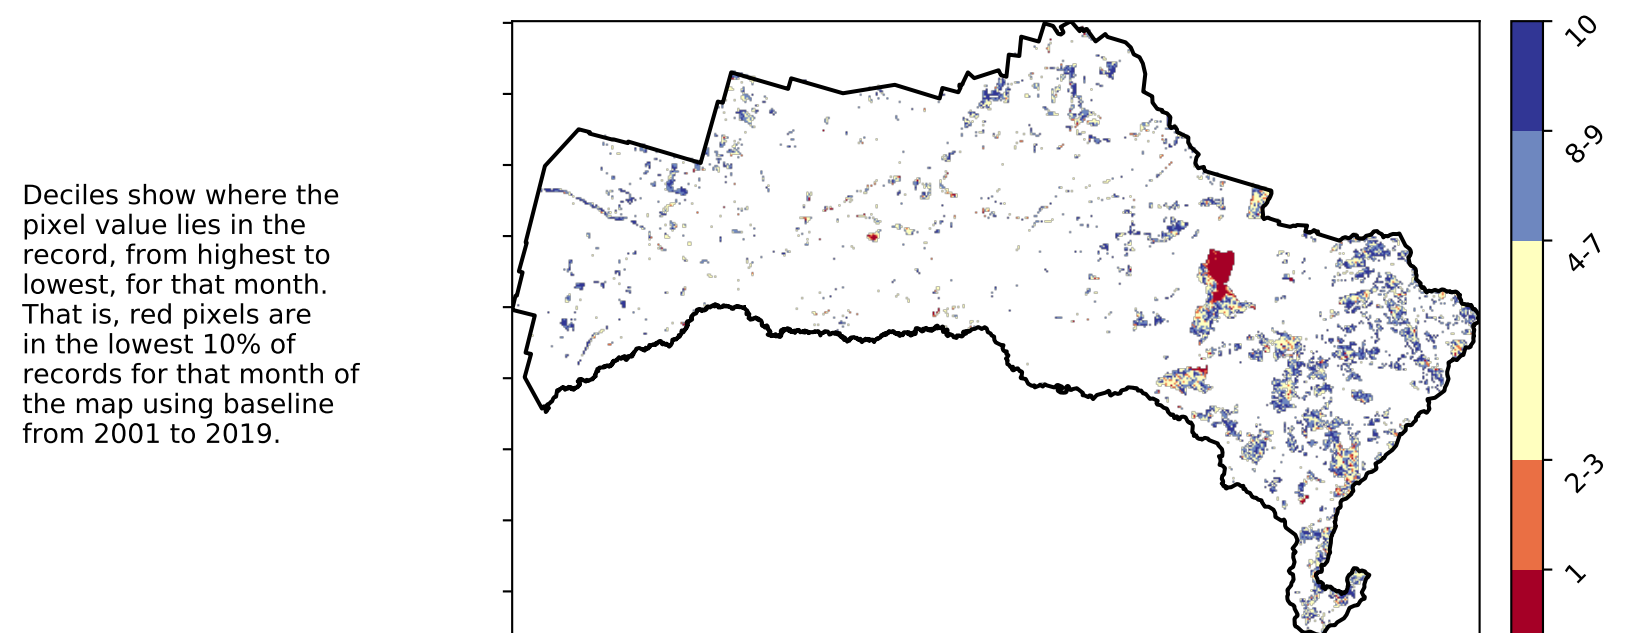 Deciles show where the
pixel value lies in the
record, from highest to
lowest, for that month.
That is, red pixels are
in the lowest 10% of
records for that month of
the map using baseline
from 2001 to 2019.
10
8-9
4-7
2-3
1